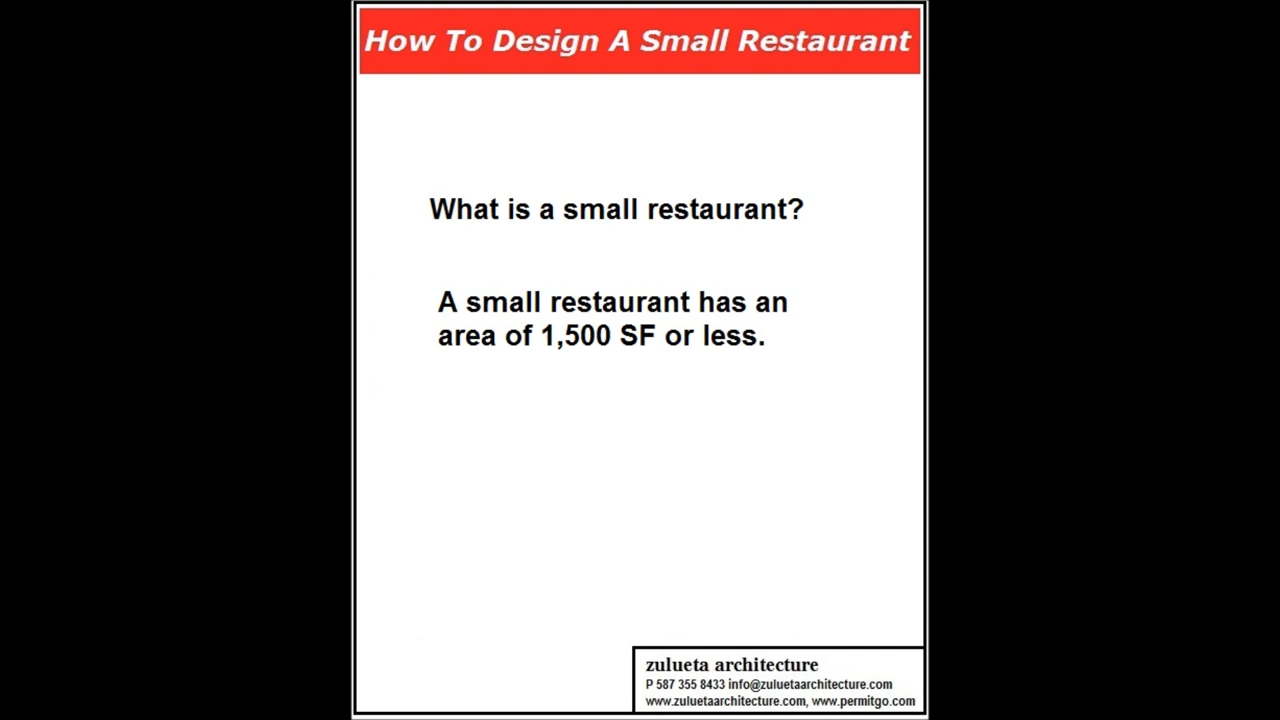 How To Design A Small Restaurant
What is a small restaurant?
A small restaurant has an
area of 1,500 SF or less.
zulueta architecture
P 587 355 8433 info@zuluetaarchitecture.com
www.zuluetaarchitecture.com, www.permitgo.com